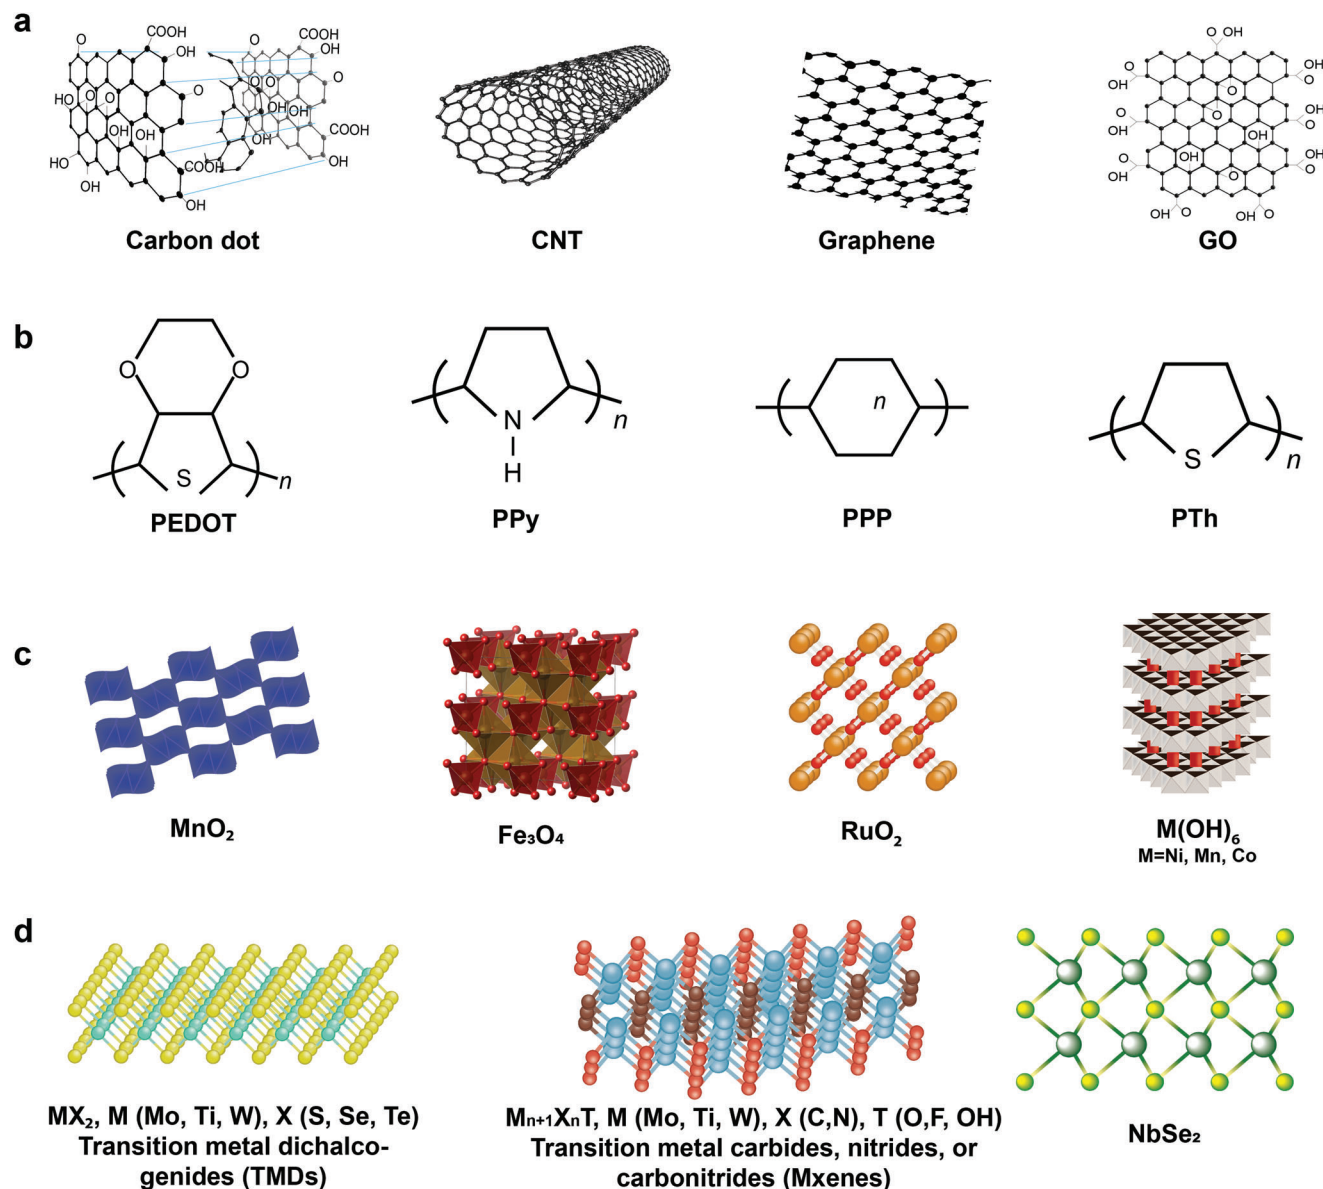 a
O
COOH
OH
O
O
O
HO
O
OH
OH
HO
OH
OH
OH
COOH
OH
O
COOH
OH
O
O
O
OH
OH
OH
COOH
OH
Carbon dot
CNT
Graphene
O
OH
HO
O
OH
O
O
O
O
HO
OH
O
OH
OH
O
O
HO
OH
O
O
OH
O
OH
O
OH
O
GO
b
O
O
S
n
PEDOT
N
H
n
PPy
n
PPP
S
n
PTh
c
MnO₂
Fe₃O₄
RuO₂
M(OH)₆
M=Ni, Mn, Co
d
MX₂, M (Mo, Ti, W), X (S, Se, Te)
Transition metal dichalco-
genides (TMDs)
Mₙ₊₁XₙT, M (Mo, Ti, W), X (C,N), T (O,F, OH)
Transition metal carbides, nitrides, or
carbonitrides (Mxenes)
NbSe₂